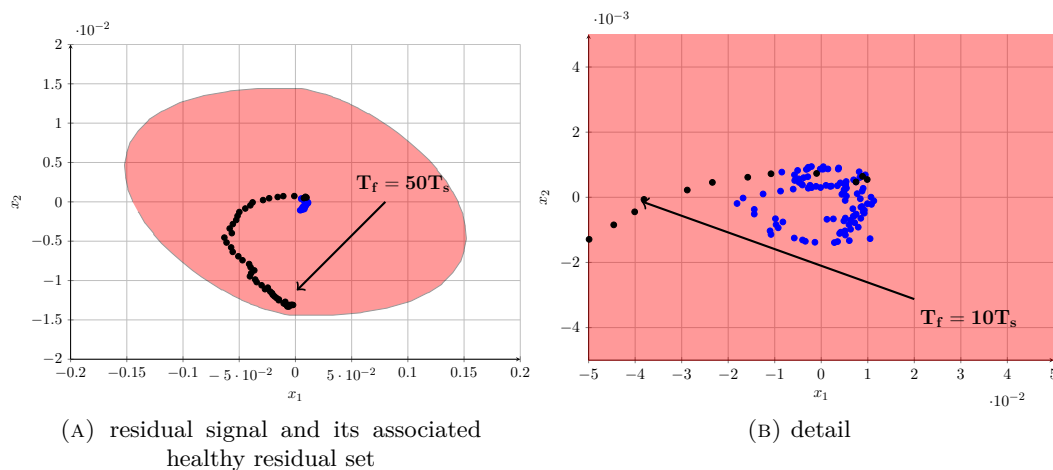 ·10⁻²
2
1.5
1
0.5
0
−0.5
−1
−1.5
−2
x₂
T_f = 50T_s
−0.2 −0.15 −0.1 −5·10⁻² 0 5·10⁻² 0.1 0.15 0.2
x₁
(A) residual signal and its associated
healthy residual set
·10⁻³
4
2
0
−2
−4
x₂
T_f = 10T_s
−5 −4 −3 −2 −1 0 1 2 3 4 5
x₁
·10⁻²
(B) detail